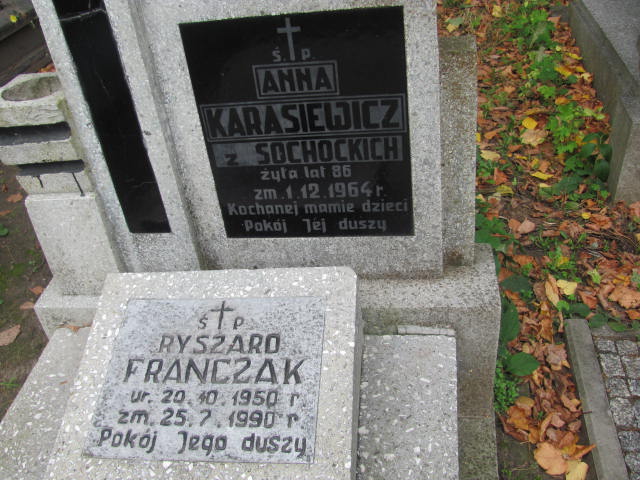 Ś. P.
ANNA
KARASIEWICZ
z SOCHOCKICH
żyła lat 86
zm. 1. 12. 1964 r.
Kochanej mamie dzieci
Pokój Jej duszy
Ś P
RYSZARD
FRANCZAK
ur. 20. 10. 1950 r
zm. 25. 7. 1990 r
Pokój Jego duszy